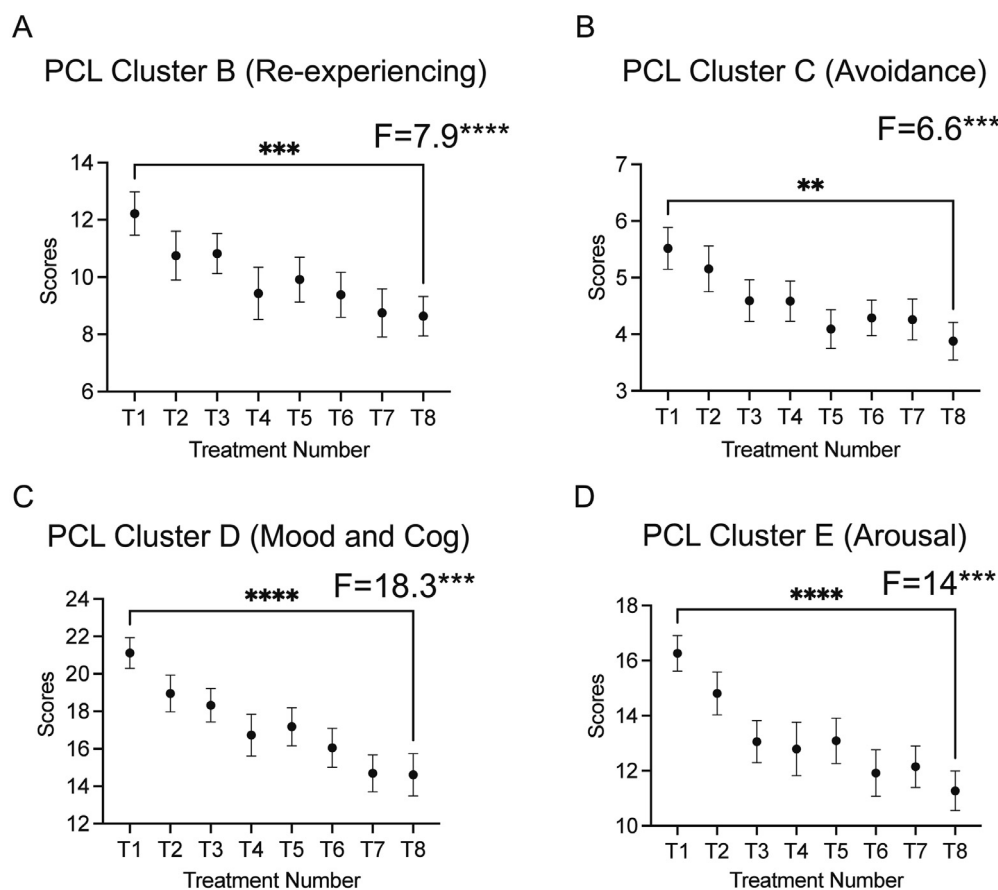 A
PCL Cluster B (Re-experiencing)
F=7.9****
***
14
12
10
8
6
Scores
T1 T2 T3 T4 T5 T6 T7 T8
Treatment Number
B
PCL Cluster C (Avoidance)
F=6.6***
**
7
6
5
4
3
Scores
T1 T2 T3 T4 T5 T6 T7 T8
Treatment Number
C
PCL Cluster D (Mood and Cog)
F=18.3***
****
24
22
20
18
16
14
12
Scores
T1 T2 T3 T4 T5 T6 T7 T8
Treatment Number
D
PCL Cluster E (Arousal)
F=14***
****
18
16
14
12
10
Scores
T1 T2 T3 T4 T5 T6 T7 T8
Treatment Number